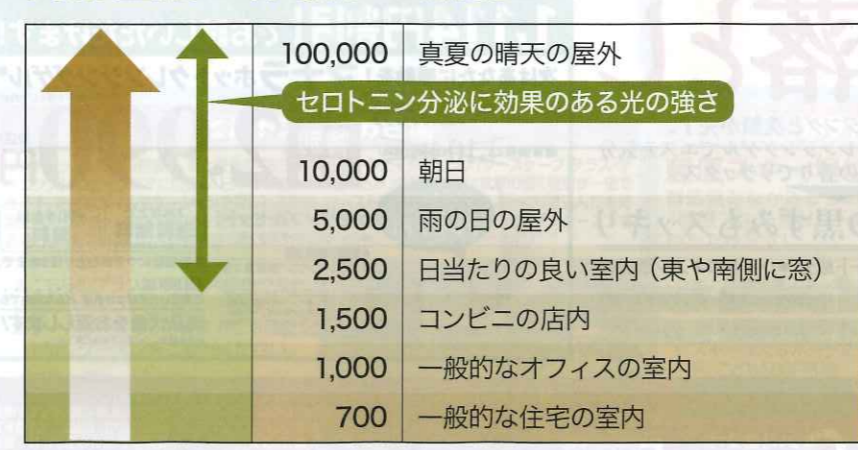 100,000 真夏の晴天の屋外
セロトニン分泌に効果のある光の強さ
10,000 朝日
5,000 雨の日の屋外
2,500 日当たりの良い室内（東や南側に窓）
1,500 コンビニの店内
1,000 一般的なオフィスの室内
700 一般的な住宅の室内